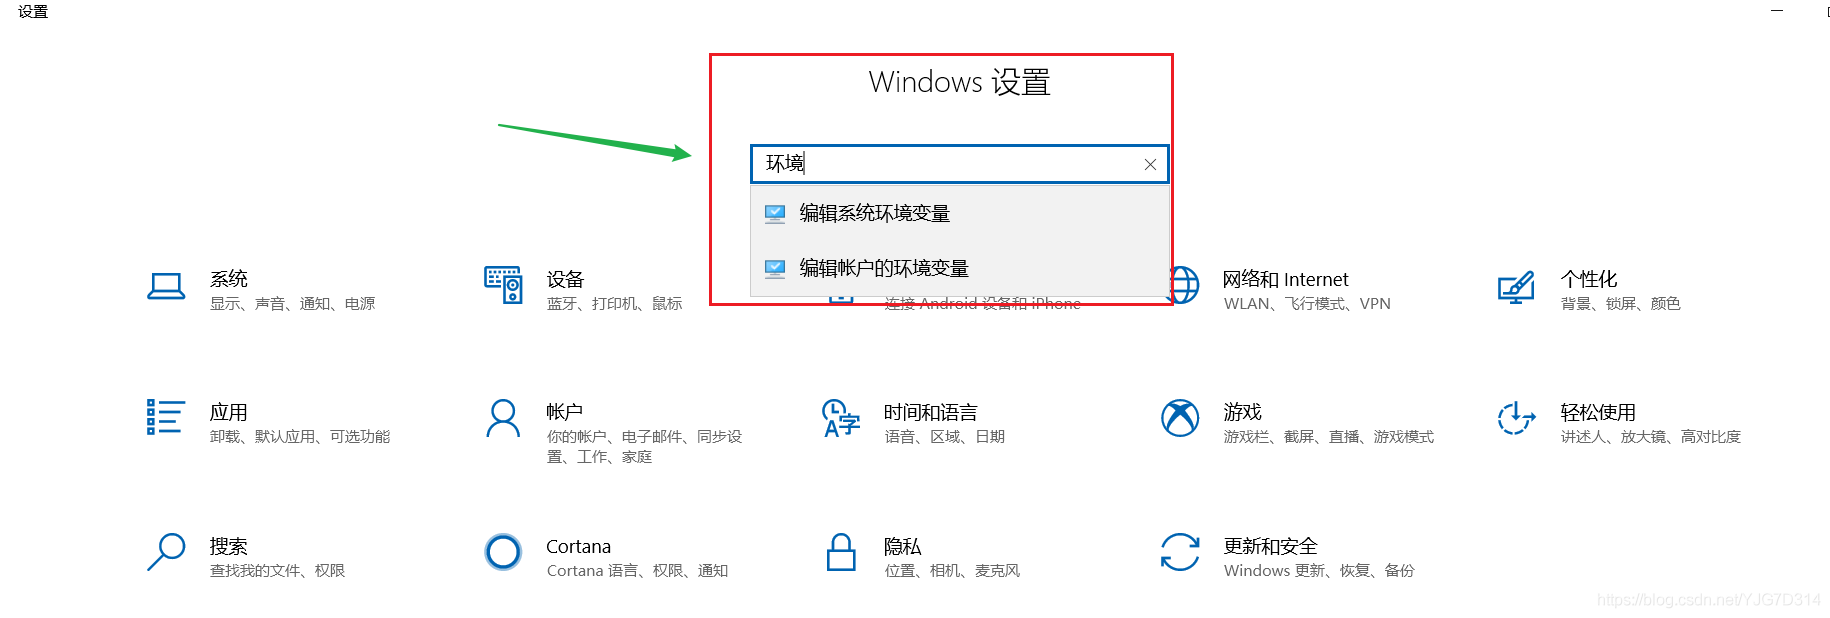 设置
Windows 设置
环境
编辑系统环境变量
编辑帐户的环境变量
系统
显示、声音、通知、电源
设备
蓝牙、打印机、鼠标
连接 Android 设备和 iPhone
网络和 Internet
WLAN、飞行模式、VPN
个性化
背景、锁屏、颜色
应用
卸载、默认应用、可选功能
帐户
你的帐户、电子邮件、同步设
置、工作、家庭
时间和语言
语音、区域、日期
游戏
游戏栏、截屏、直播、游戏模式
轻松使用
讲述人、放大镜、高对比度
搜索
查找我的文件、权限
Cortana
Cortana 语言、权限、通知
隐私
位置、相机、麦克风
更新和安全
Windows 更新、恢复、备份
https://blog.csdn.net/YJG7D314